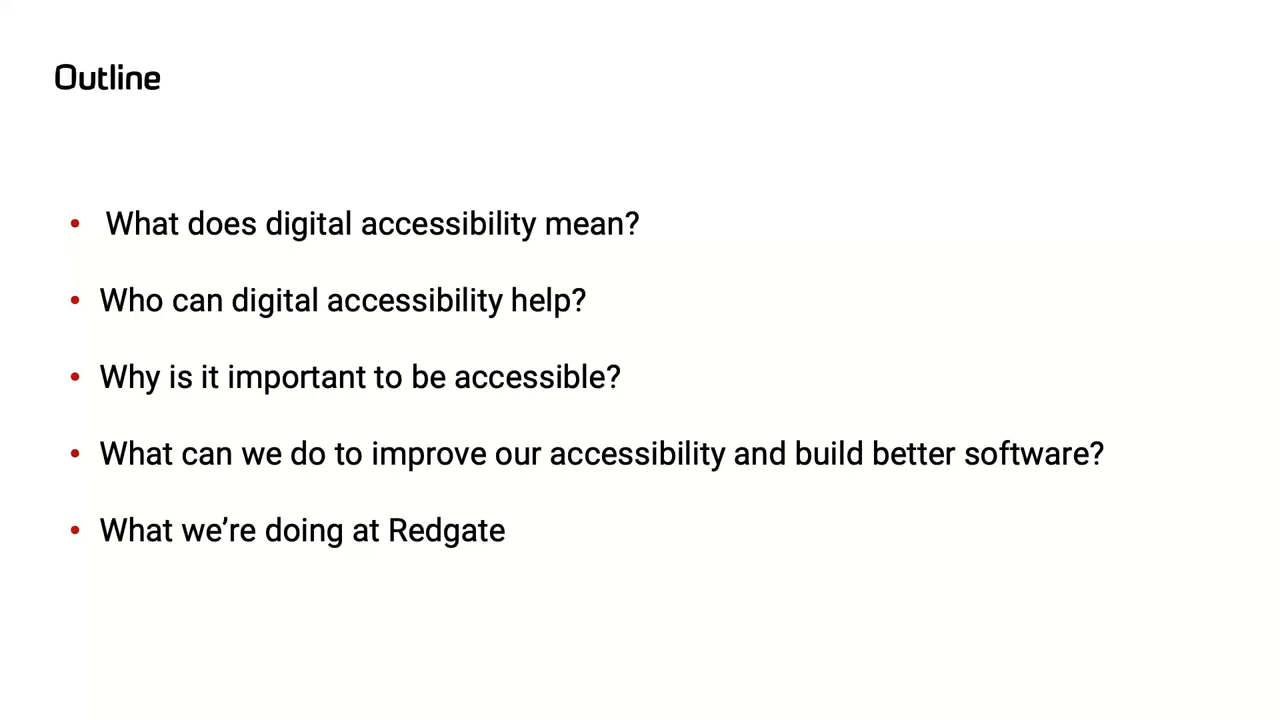 Outline
• What does digital accessibility mean?
• Who can digital accessibility help?
• Why is it important to be accessible?
• What can we do to improve our accessibility and build better software?
• What we’re doing at Redgate